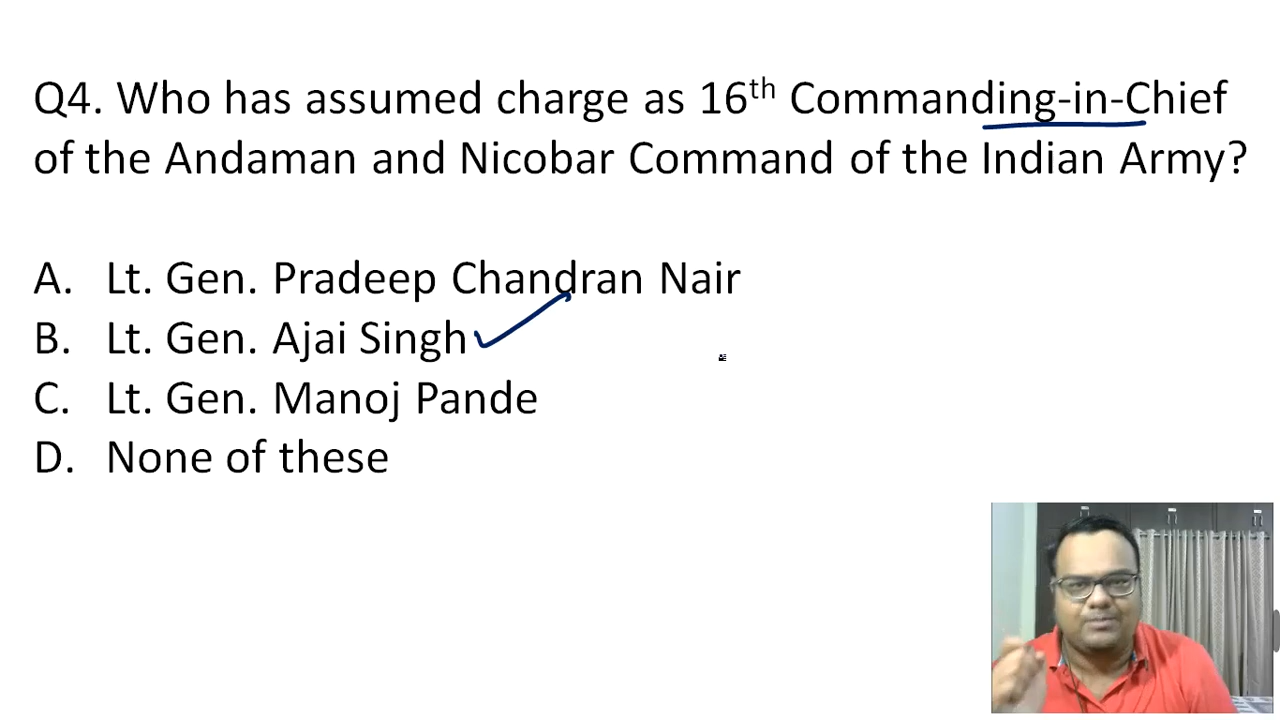 Q4. Who has assumed charge as 16th Commanding-in-Chief
of the Andaman and Nicobar Command of the Indian Army?
A. Lt. Gen. Pradeep Chandran Nair
B. Lt. Gen. Ajai Singh
C. Lt. Gen. Manoj Pande
D. None of these